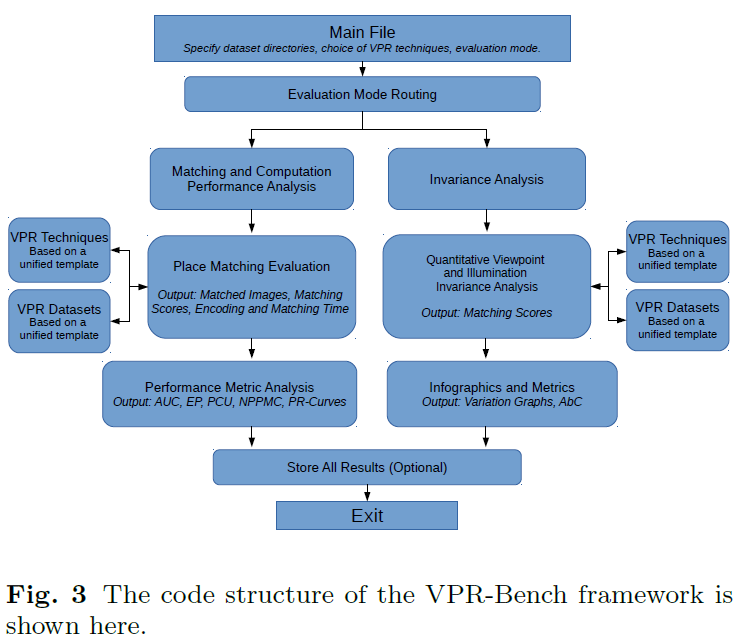 Main File
Specify dataset directories, choice of VPR techniques, evaluation mode.
Evaluation Mode Routing
Matching and Computation
Performance Analysis
Invariance Analysis
VPR Techniques
Based on a
unified template
VPR Datasets
Based on a
unified template
Place Matching Evaluation
Output: Matched Images, Matching
Scores, Encoding and Matching Time
Quantitative Viewpoint
and Illumination
Invariance Analysis
Output: Matching Scores
VPR Techniques
Based on a
unified template
VPR Datasets
Based on a
unified template
Performance Metric Analysis
Output: AUC, EP, PCU, NPPMC, PR-Curves
Infographics and Metrics
Output: Variation Graphs, AbC
Store All Results (Optional)
Exit
Fig. 3 The code structure of the VPR-Bench framework is
shown here.